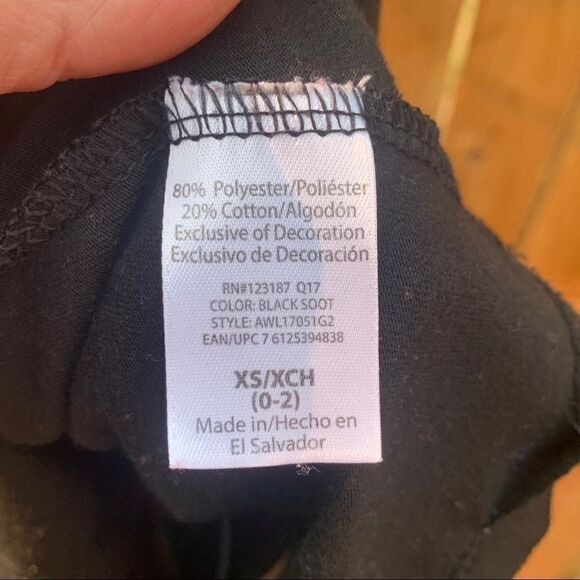 80% Polyester/Poliéster
20% Cotton/Algodón
Exclusive of Decoration
Exclusivo de Decoración
RN#123187 Q17
COLOR: BLACK SOOT
STYLE: AWL17051G2
EAN/UPC 7 6125394838
XS/XCH
(0-2)
Made in/Hecho en
El Salvador